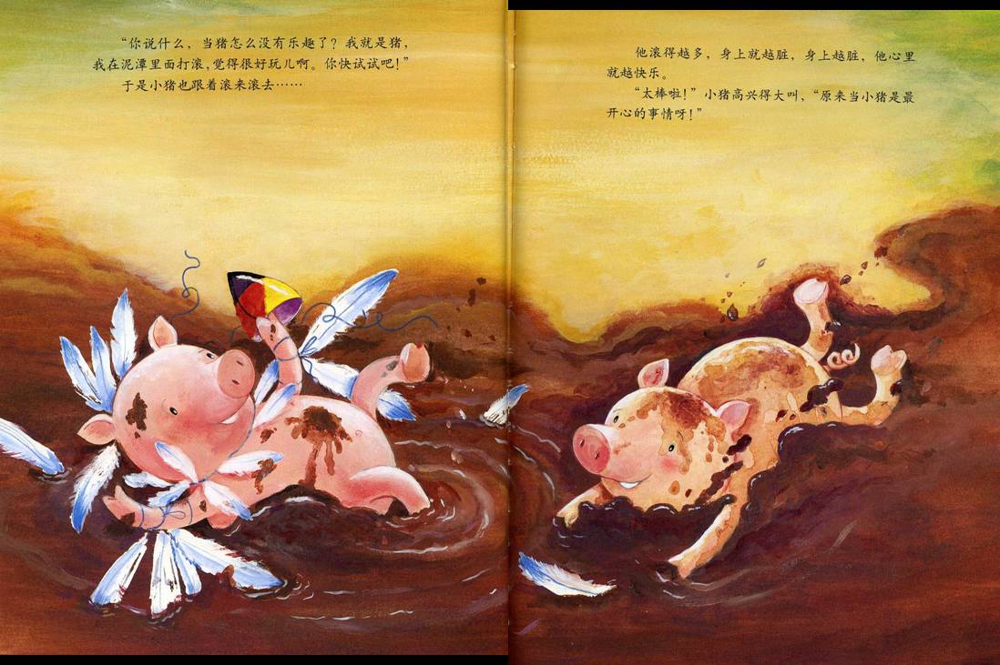 “你说什么，当猪怎么没有乐趣了？我就是猪，
我在泥潭里面打滚，觉得很好玩儿啊。你快试试吧！”
于是小猪也跟着滚来滚去……
他滚得越多，身上就越脏，身上越脏，他心里
就越快乐。
“太棒啦！”小猪高兴得大叫，“原来当小猪是最
开心的事情呀！”